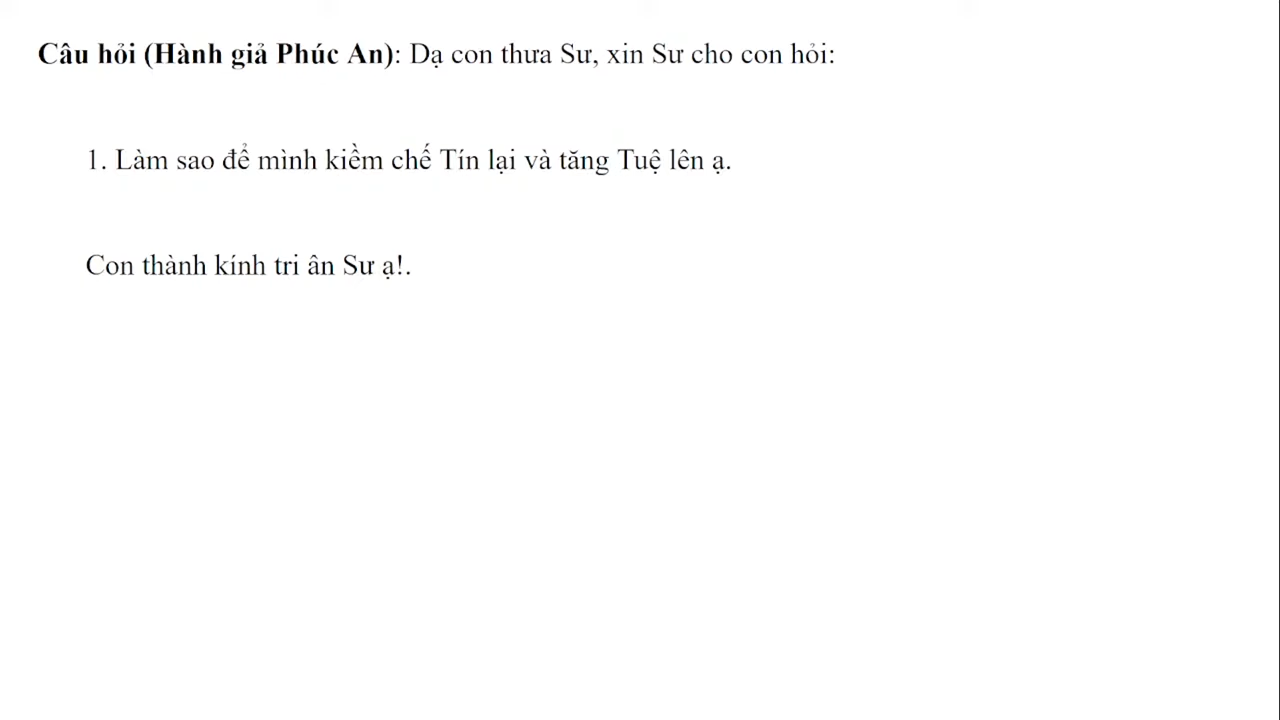 Câu hỏi (Hành giả Phúc An): Dạ con thưa Sư, xin Sư cho con hỏi:
1. Làm sao để mình kiềm chế Tín lại và tăng Tuệ lên ạ.
Con thành kính tri ân Sư ạ!.